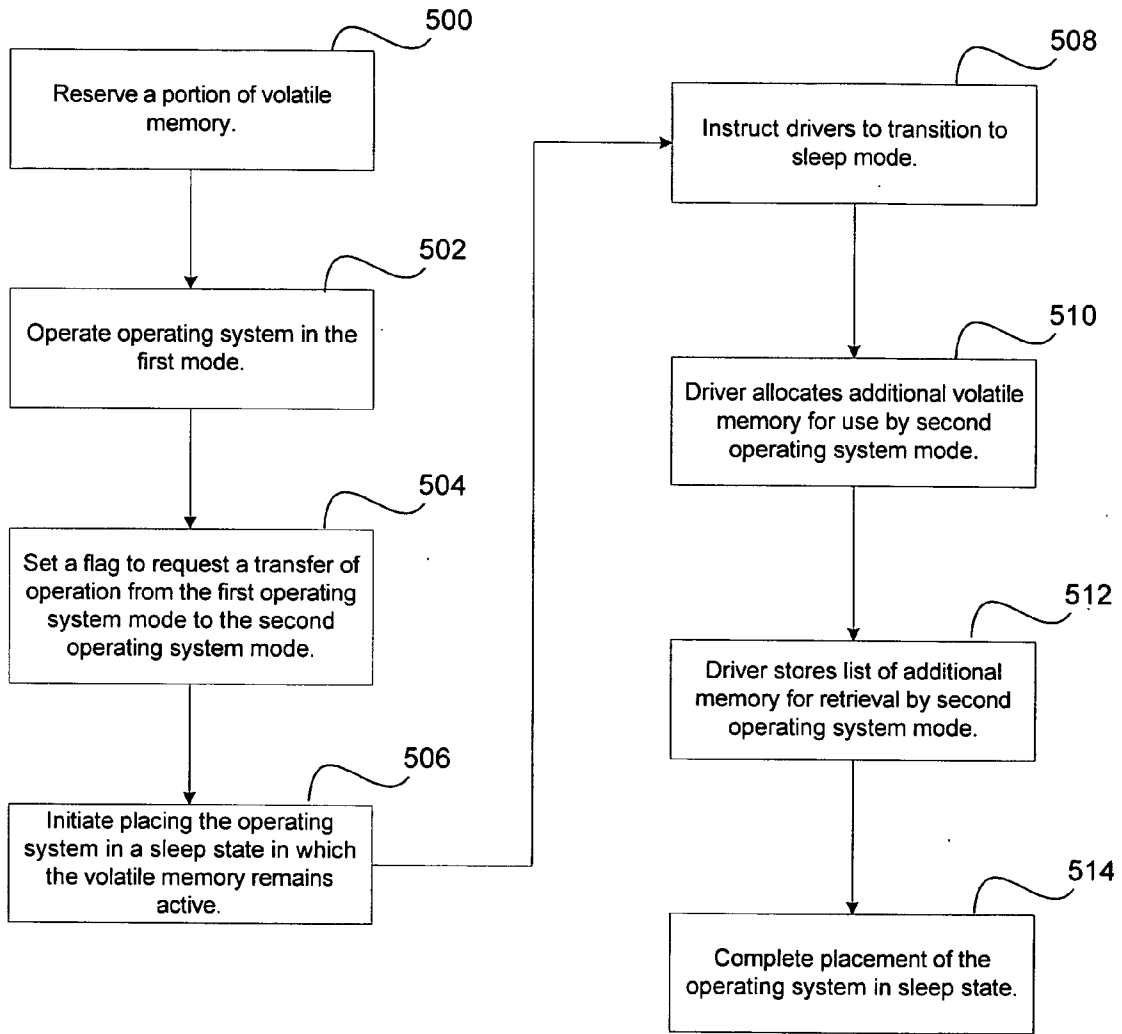 500
Reserve a portion of volatile
memory.
502
Operate operating system in the
first mode.
504
Set a flag to request a transfer of
operation from the first operating
system mode to the second
operating system mode.
506
Initiate placing the operating
system in a sleep state in which
the volatile memory remains
active.
508
Instruct drivers to transition to
sleep mode.
510
Driver allocates additional volatile
memory for use by second
operating system mode.
512
Driver stores list of additional
memory for retrieval by second
operating system mode.
514
Complete placement of the
operating system in sleep state.